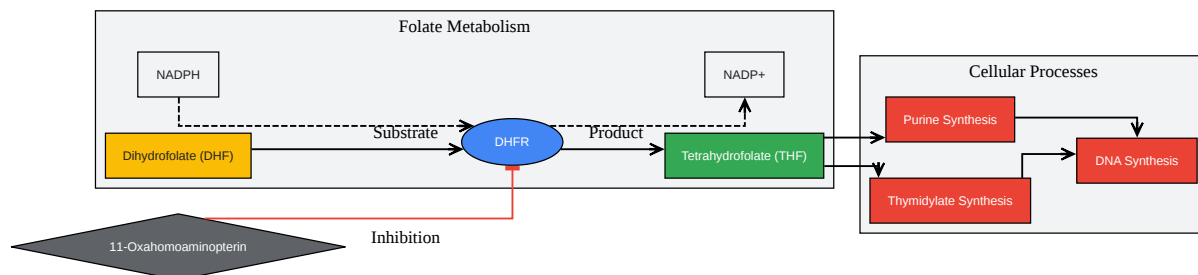 Folate Metabolism
NADPH
NADP+
Cellular Processes
Purine Synthesis
Substrate
Product
Dihydrofolate (DHF)
DHFR
Tetrahydrofolate (THF)
DNA Synthesis
Thymidylate Synthesis
11-Oxahomoaminopterin
Inhibition